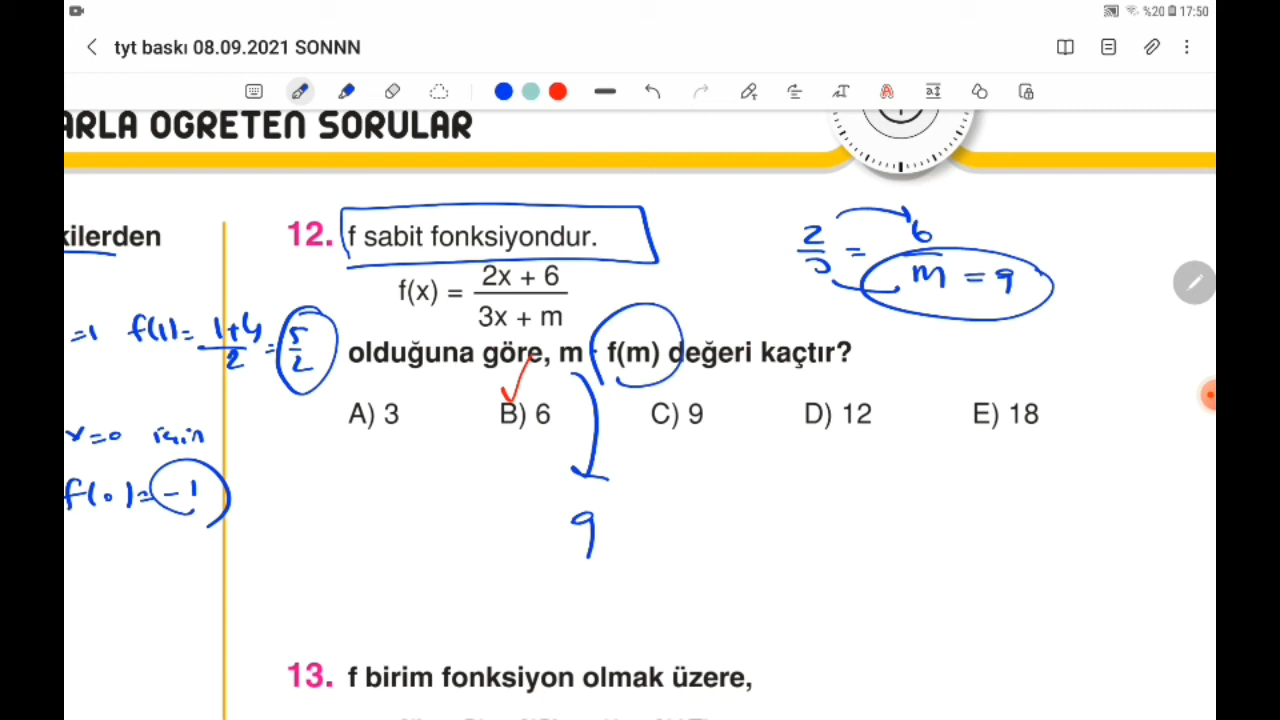 %20 17:50
tyt baskı 08.09.2021 SONNN
ARLA ÖĞRETEN SORULAR
kilerden
=1 f(1)= 1+4/2 = 5/2
x=0 için
f(0)=-1
12. f sabit fonksiyondur.
f(x) = 2x + 6 / 3x + m
olduğuna göre, m · f(m) değeri kaçtır?
A) 3 B) 6 C) 9 D) 12 E) 18
2/3 = 6/m = 9
9
13. f birim fonksiyon olmak üzere,